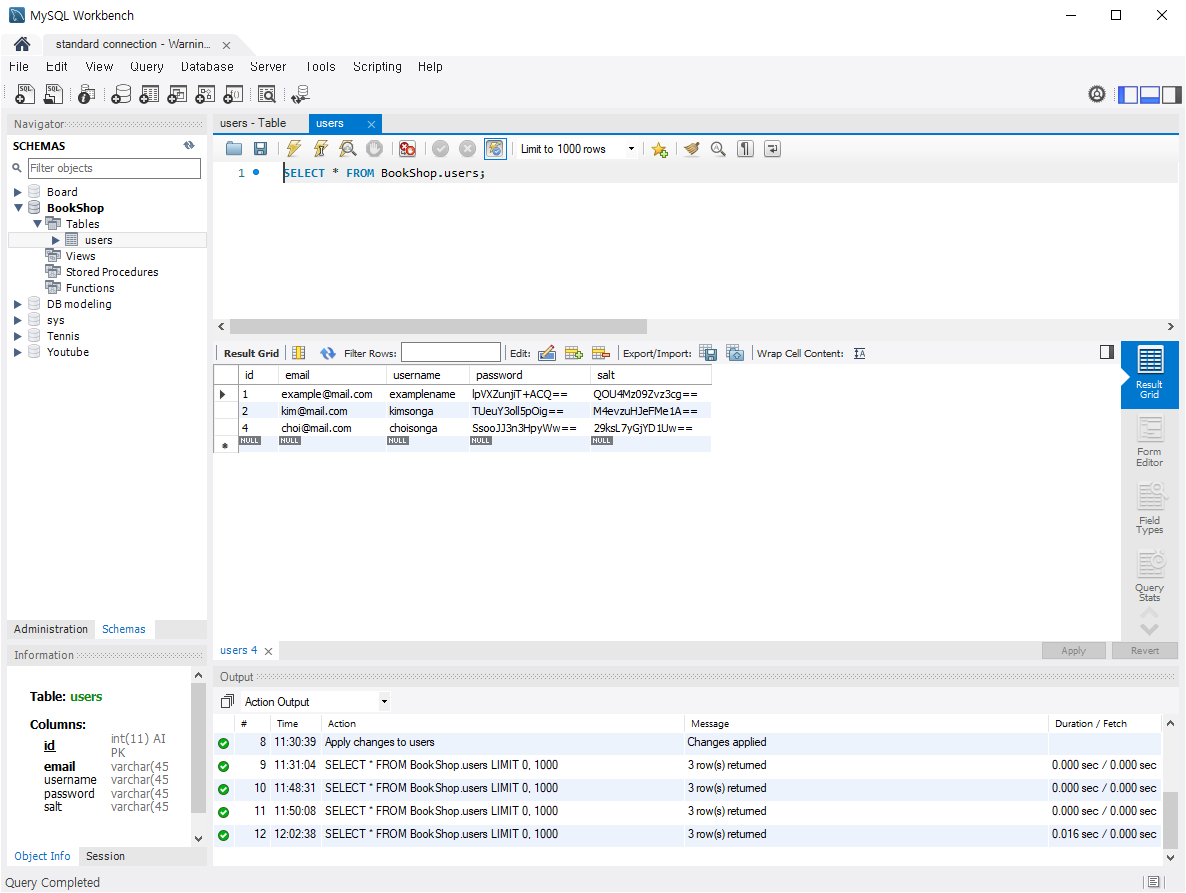 MySQL Workbench
standard connection - Warnin...
File Edit View Query Database Server Tools Scripting Help
Navigator
SCHEMAS
Filter objects
Board
BookShop
Tables
users
Views
Stored Procedures
Functions
DB modeling
sys
Tennis
Youtube
Administration Schemas
Information
Table: users
Columns:
id int(11) AI
PK
email varchar(45
username varchar(45
password varchar(45
salt varchar(45
Object Info Session
Query Completed
users - Table users
Limit to 1000 rows
1 SELECT * FROM BookShop.users;
Result Grid Filter Rows: Edit: Export/Import: Wrap Cell Content:
id email username password salt
1 example@mail.com examplename lpVXZunjiT+ACQ== QOU4Mz09Zvz3cg==
2 kim@mail.com kimsonga TUeuY3oll5pOig== M4evzuHJeFMe1A==
4 choi@mail.com choisonga SsooJJ3n3HpyWw== 29ksL7yGjYD1Uw==
NULL NULL NULL NULL NULL
Result
Grid
Form
Editor
Field
Types
Query
Stats
users 4 Apply Revert
Output
Action Output
# Time Action Message Duration / Fetch
8 11:30:39 Apply changes to users Changes applied
9 11:31:04 SELECT * FROM BookShop.users LIMIT 0, 1000 3 row(s) returned 0.000 sec / 0.000 sec
10 11:48:31 SELECT * FROM BookShop.users LIMIT 0, 1000 3 row(s) returned 0.000 sec / 0.000 sec
11 11:50:08 SELECT * FROM BookShop.users LIMIT 0, 1000 3 row(s) returned 0.000 sec / 0.000 sec
12 12:02:38 SELECT * FROM BookShop.users LIMIT 0, 1000 3 row(s) returned 0.016 sec / 0.000 sec